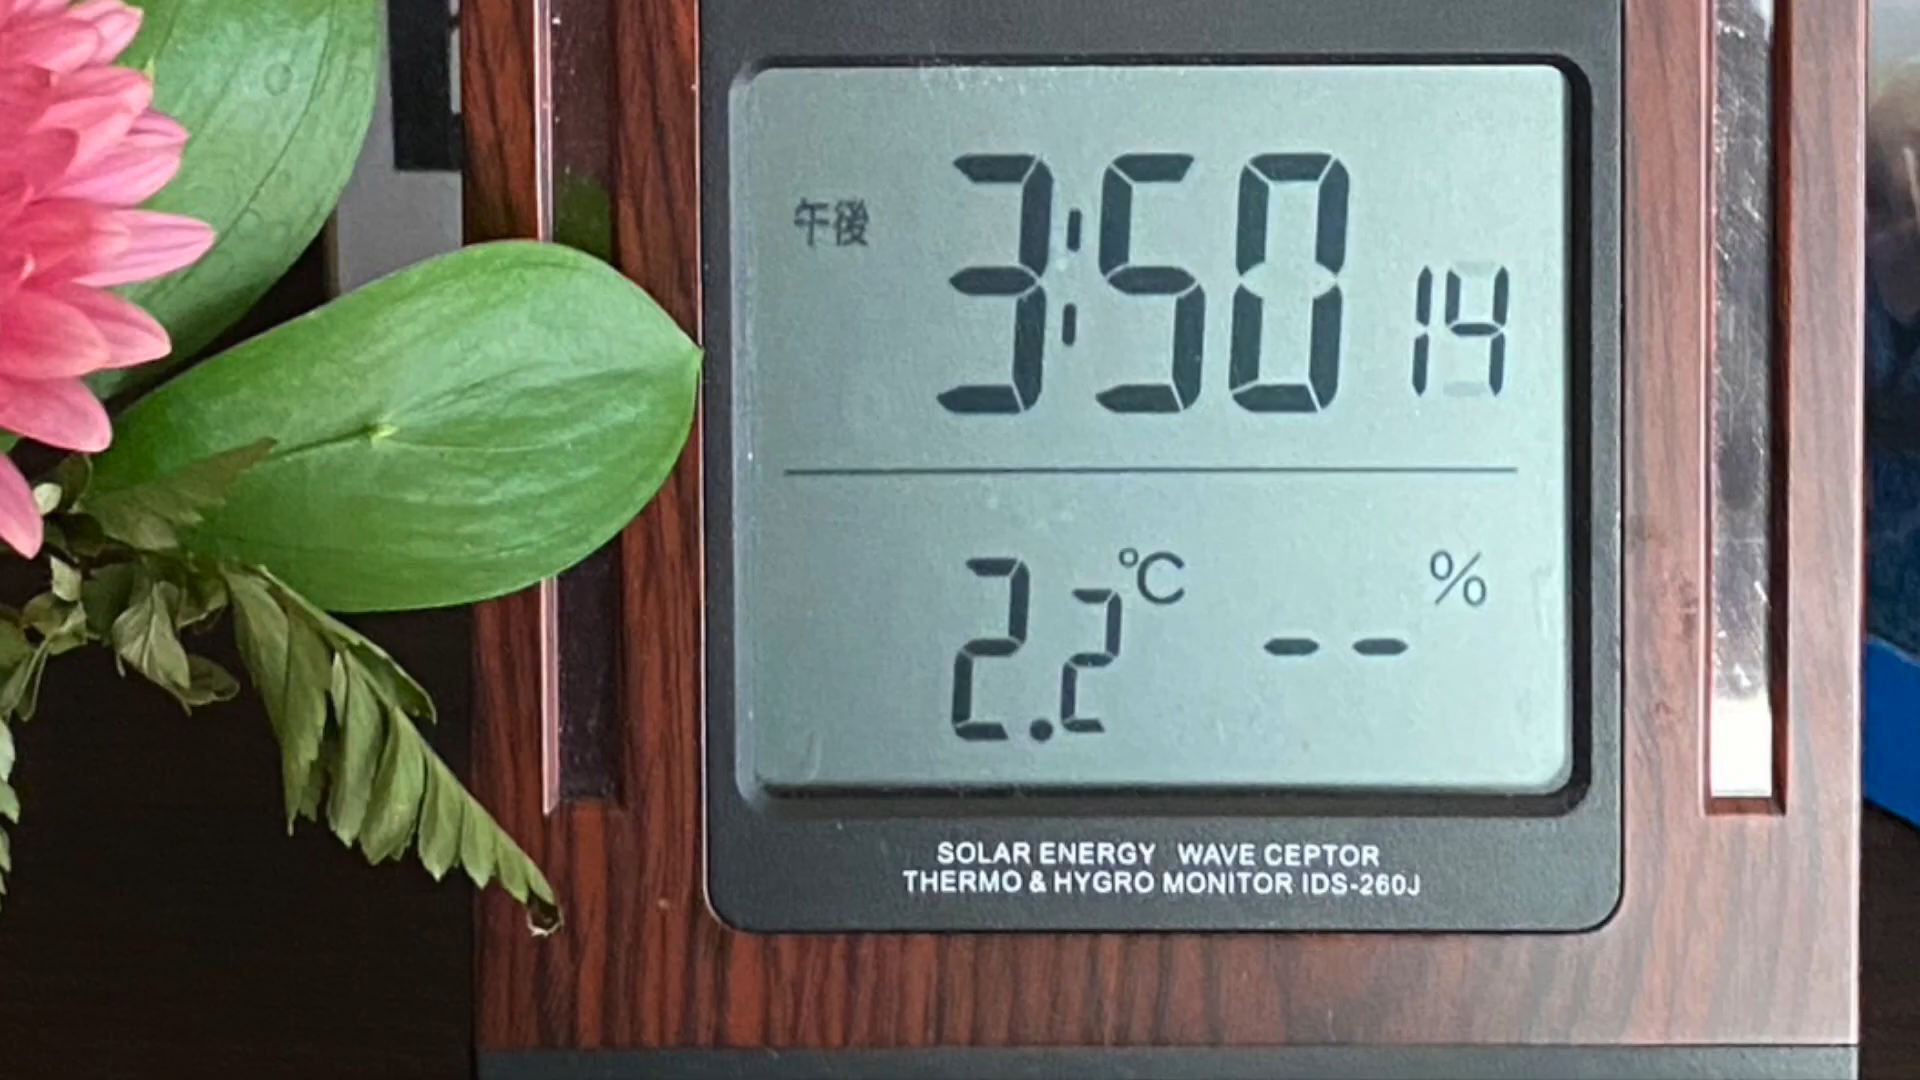 午後 3:50 14
2.2 °C -- %
SOLAR ENERGY WAVE CEPTOR
THERMO & HYGRO MONITOR IDS-260J